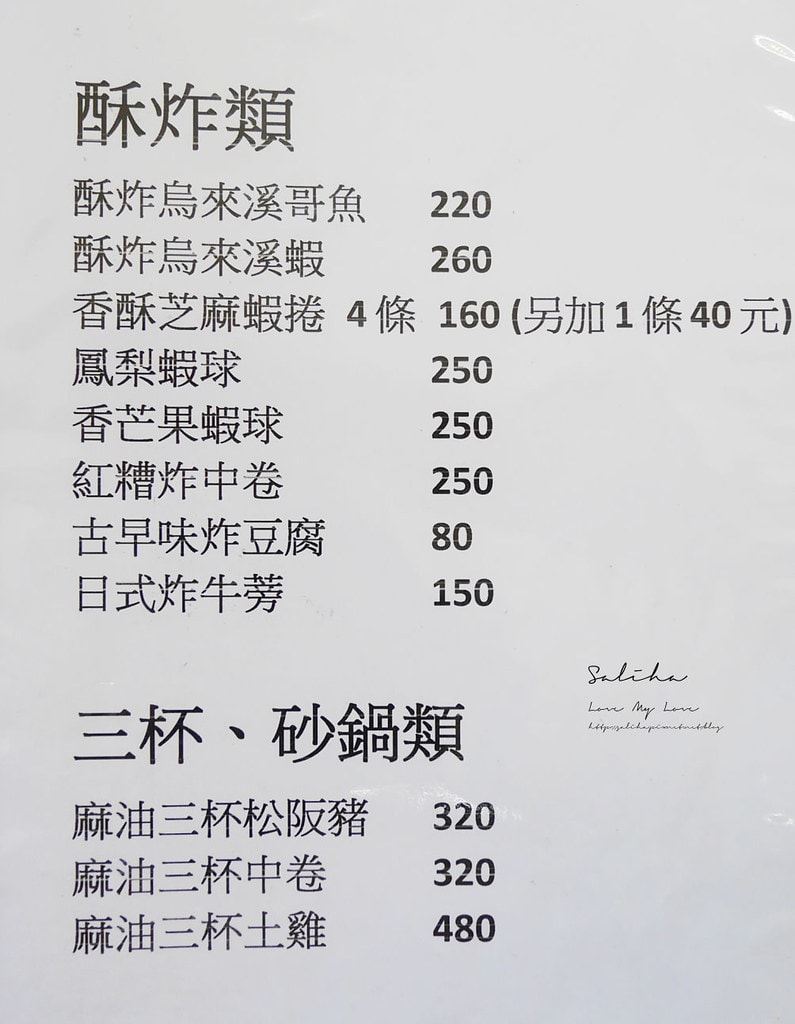 酥炸類
酥炸烏來溪哥魚 220
酥炸烏來溪蝦 260
香酥芝麻蝦捲 4 條 160 (另加 1 條 40 元)
鳳梨蝦球 250
香芒果蝦球 250
紅糟炸中卷 250
古早味炸豆腐 80
日式炸牛蒡 150
Saliha
Love My Love
三杯、砂鍋類
麻油三杯松阪豬 320
麻油三杯中卷 320
麻油三杯土雞 480